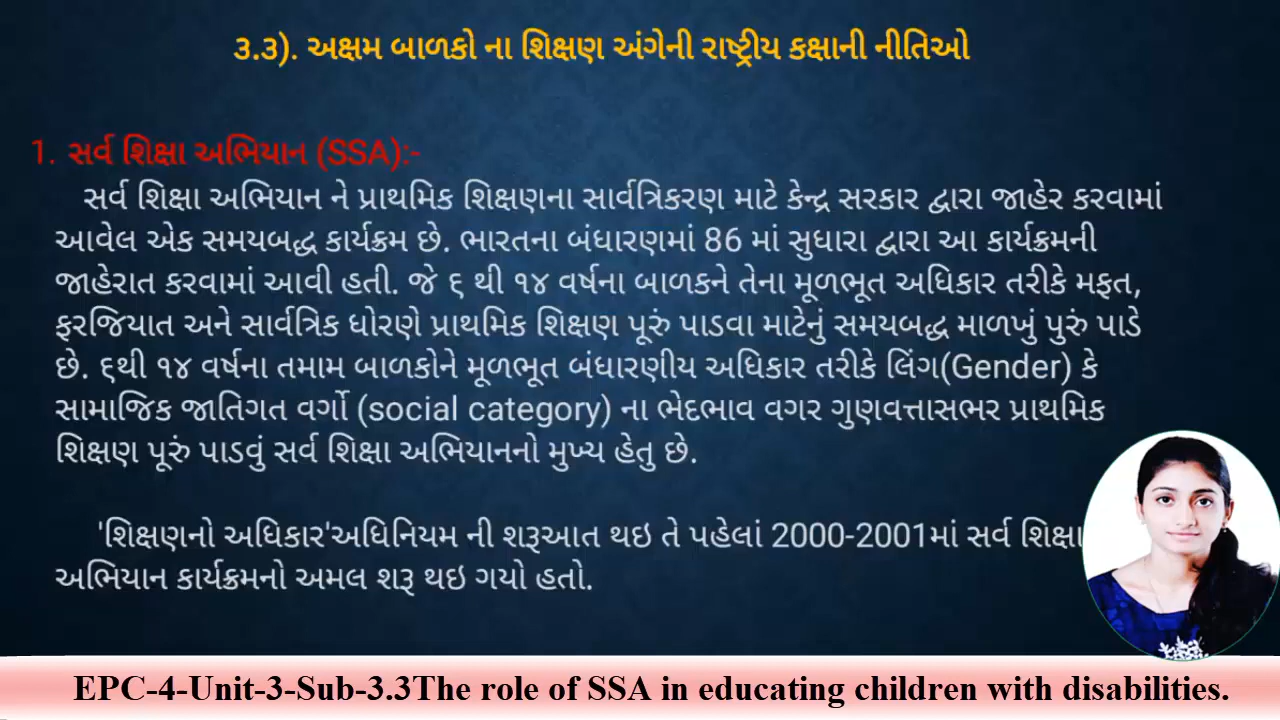 ૩.૩). અક્ષમ બાળકો ના શિક્ષણ અંગેની રાષ્ટ્રીય કક્ષાની નીતિઓ
1. સર્વ શિક્ષા અભિયાન (SSA):-
સર્વ શિક્ષા અભિયાન ને પ્રાથમિક શિક્ષણના સાર્વત્રિકરણ માટે કેન્દ્ર સરકાર દ્વારા જાહેર કરવામાં
આવેલ એક સમયબદ્ધ કાર્યક્રમ છે. ભારતના બંધારણમાં 86 માં સુધારા દ્વારા આ કાર્યક્રમની
જાહેરાત કરવામાં આવી હતી. જે ૬ થી ૧૪ વર્ષના બાળકને તેના મૂળભૂત અધિકાર તરીકે મફત,
ફરજિયાત અને સાર્વત્રિક ધોરણે પ્રાથમિક શિક્ષણ પૂરું પાડવા માટેનું સમયબદ્ધ માળખું પુરું પાડે
છે. ૬થી ૧૪ વર્ષના તમામ બાળકોને મૂળભૂત બંધારણીય અધિકાર તરીકે લિંગ(Gender) કે
સામાજિક જાતિગત વર્ગો (social category) ના ભેદભાવ વગર ગુણવત્તાસભર પ્રાથમિક
શિક્ષણ પૂરું પાડવું સર્વ શિક્ષા અભિયાનનો મુખ્ય હેતુ છે.
'શિક્ષણનો અધિકાર'અધિનિયમ ની શરૂઆત થઇ તે પહેલાં 2000-2001માં સર્વ શિક્ષા
અભિયાન કાર્યક્રમનો અમલ શરૂ થઇ ગયો હતો.
EPC-4-Unit-3-Sub-3.3The role of SSA in educating children with disabilities.